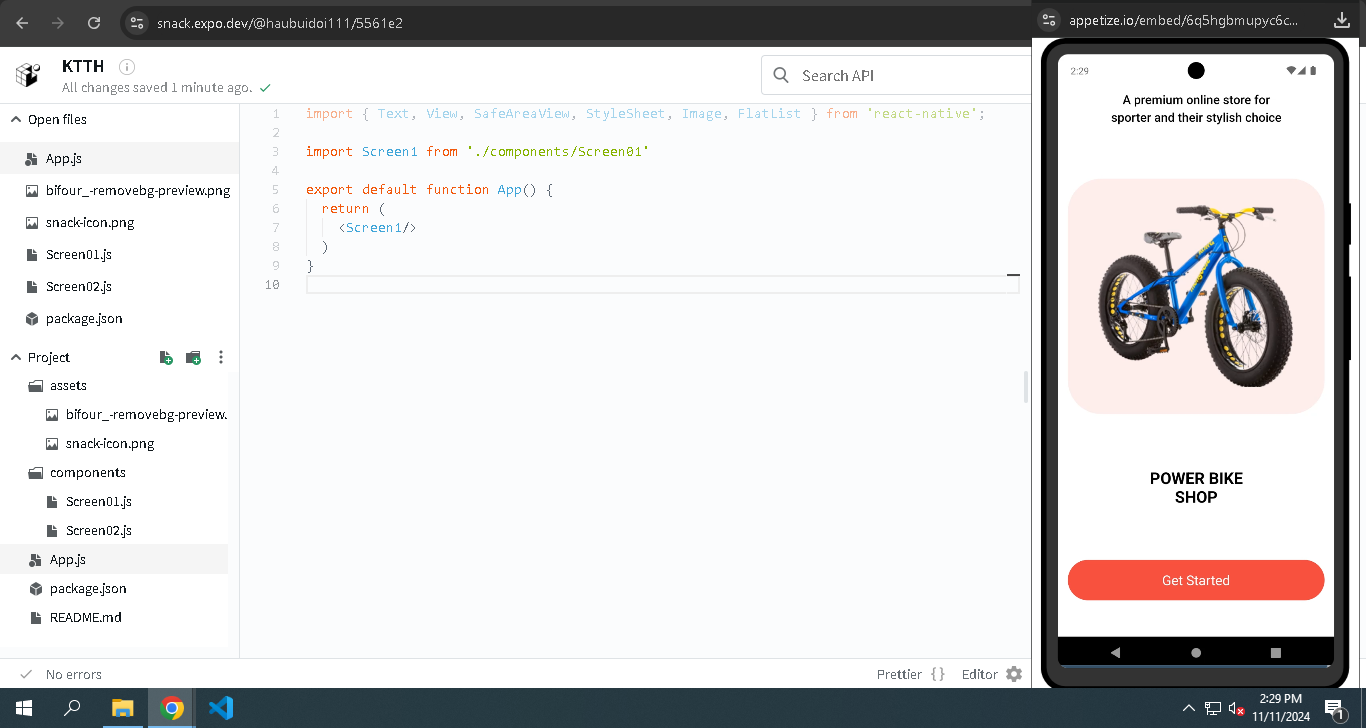 snack.expo.dev/@haubuidoi111/5561e2
appetize.io/embed/6q5hgbmupyc6c...
KTTH
All changes saved 1 minute ago.
Search API
Open files
App.js
bifour_-removebg-preview.png
snack-icon.png
Screen01.js
Screen02.js
package.json
Project
assets
bifour_-removebg-preview.
snack-icon.png
components
Screen01.js
Screen02.js
App.js
package.json
README.md
1 import { Text, View, SafeAreaView, StyleSheet, Image, FlatList } from 'react-native';
2
3 import Screen1 from './components/Screen01'
4
5 export default function App() {
6 return (
7 <Screen1/>
8 )
9 }
10
No errors
Prettier { }
Editor
2:29
A premium online store for
sporter and their stylish choice
POWER BIKE
SHOP
Get Started
2:29 PM
11/11/2024
1